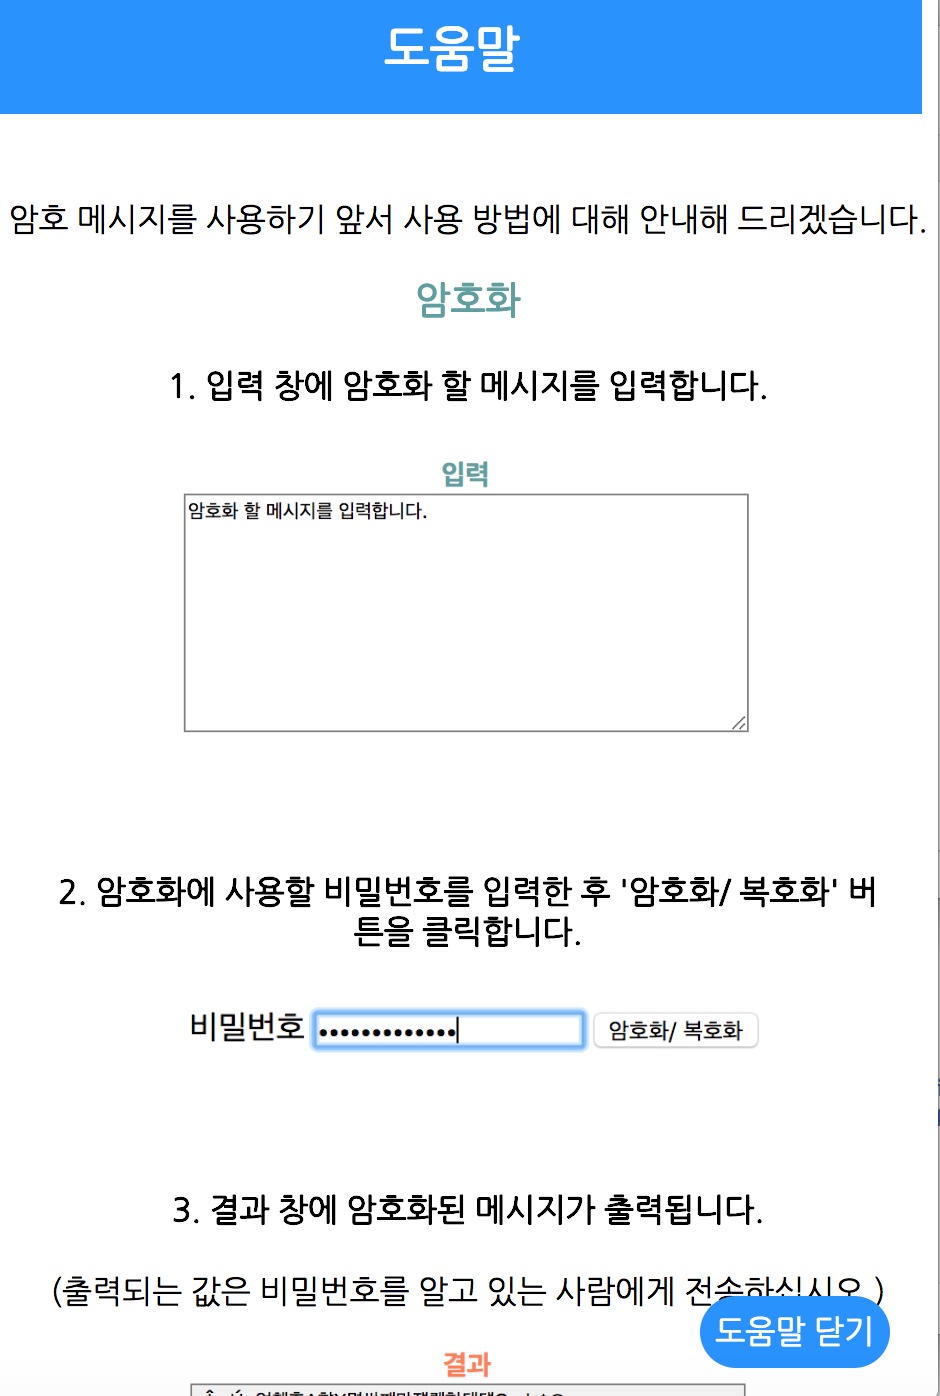 도움말
암호 메시지를 사용하기 앞서 사용 방법에 대해 안내해 드리겠습니다.
암호화
1. 입력 창에 암호화 할 메시지를 입력합니다.
입력
암호화 할 메시지를 입력합니다.
2. 암호화에 사용할 비밀번호를 입력한 후 '암호화/ 복호화' 버
튼을 클릭합니다.
비밀번호 ••••••••••••• 암호화/ 복호화
3. 결과 창에 암호화된 메시지가 출력됩니다.
(출력되는 값은 비밀번호를 알고 있는 사람에게 전송하십시오.)
도움말 닫기
결과